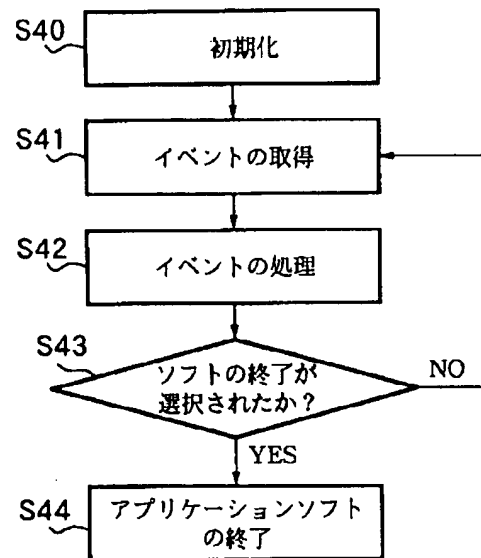 S40
初期化
S41
イベントの取得
S42
イベントの処理
S43
ソフトの終了が
選択されたか？
NO
YES
S44
アプリケーションソフト
の終了